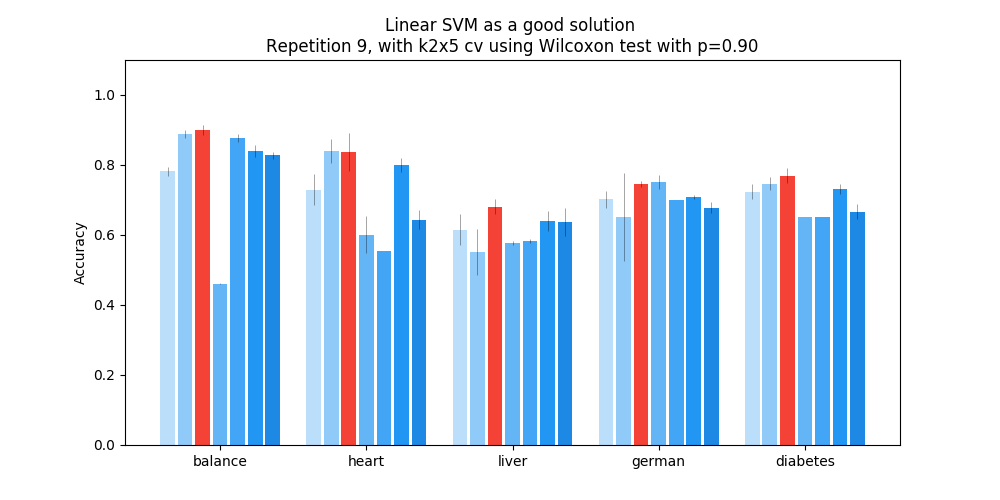 Linear SVM as a good solution
Repetition 9, with k2x5 cv using Wilcoxon test with p=0.90
1.0
0.8
0.6
0.4
0.2
0.0
Accuracy
balance
heart
liver
german
diabetes